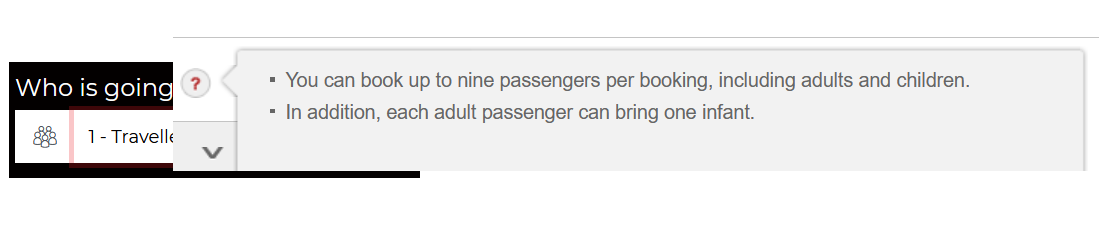 Who is going
?
You can book up to nine passengers per booking, including adults and children.
In addition, each adult passenger can bring one infant.
1 - Travelle